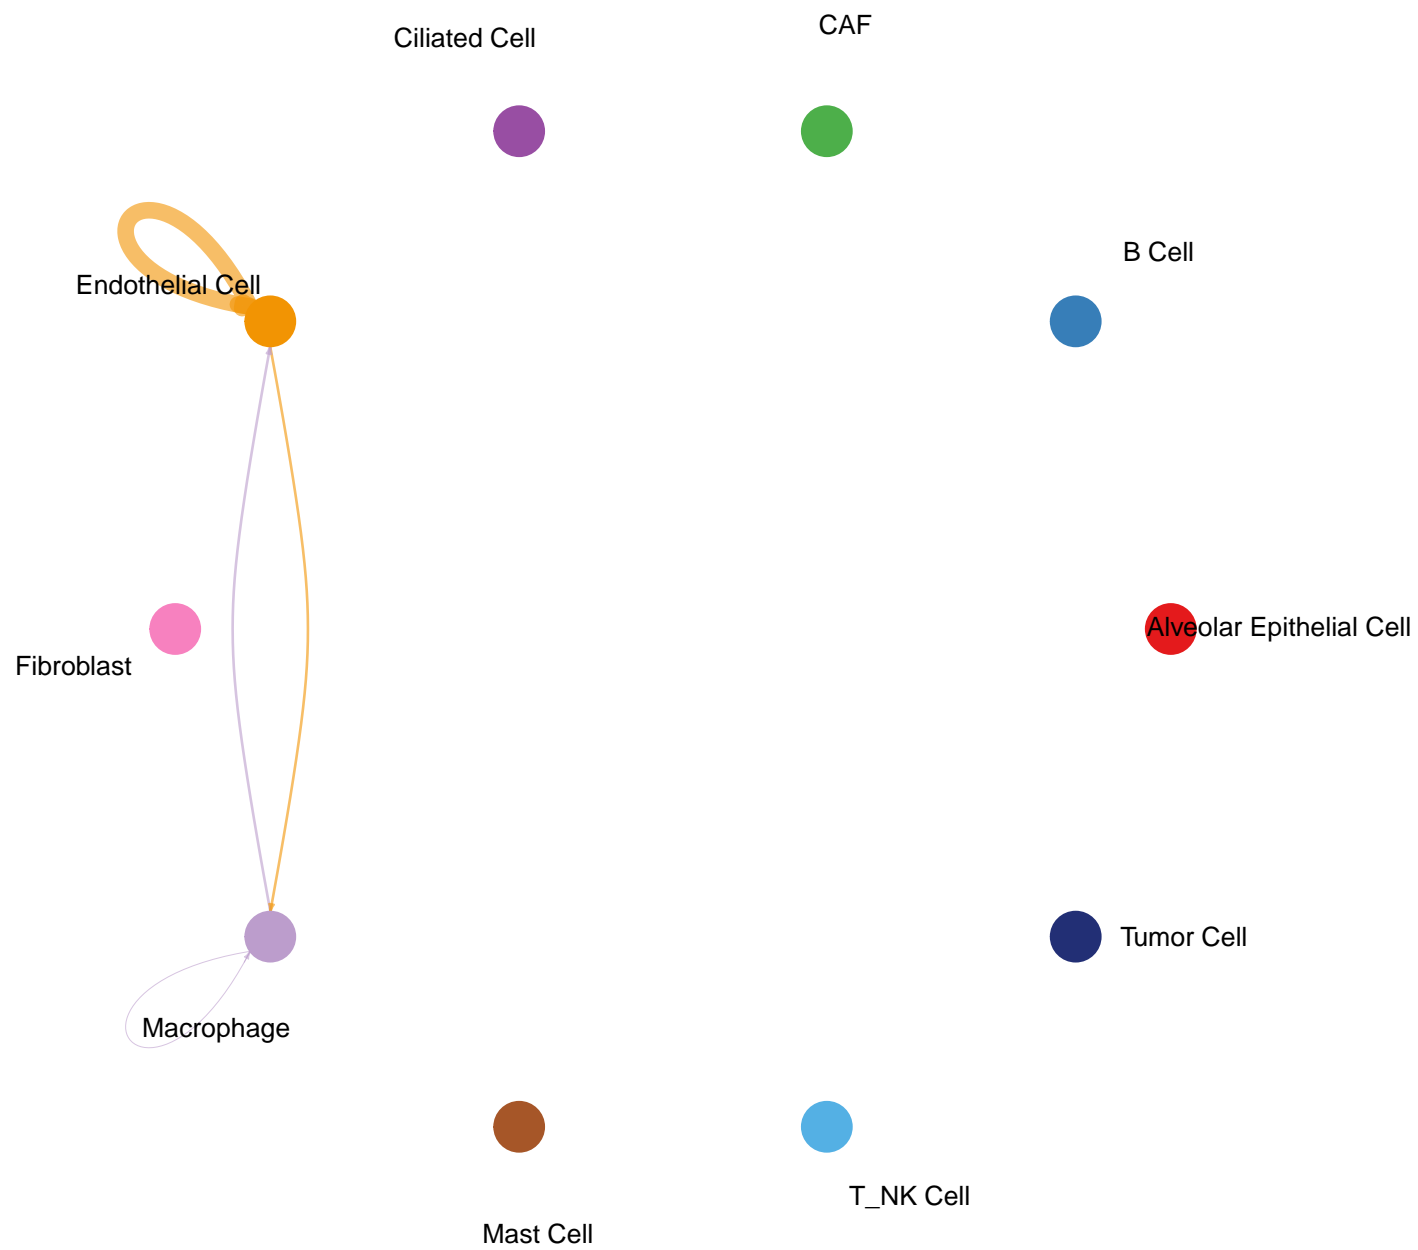 CAF
Ciliated Cell
B Cell
Endothelial Cell
Alveolar Epithelial Cell
Fibroblast
Tumor Cell
Macrophage
T_NK Cell
Mast Cell